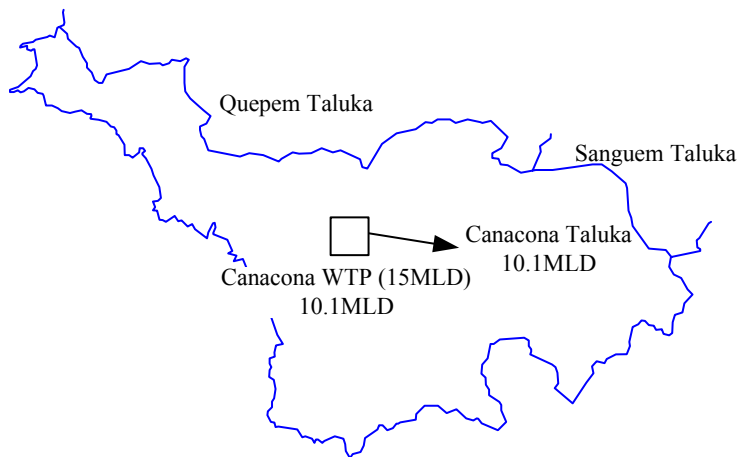 Quepem Taluka
Sanguem Taluka
Canacona Taluka
10.1MLD
Canacona WTP (15MLD)
10.1MLD